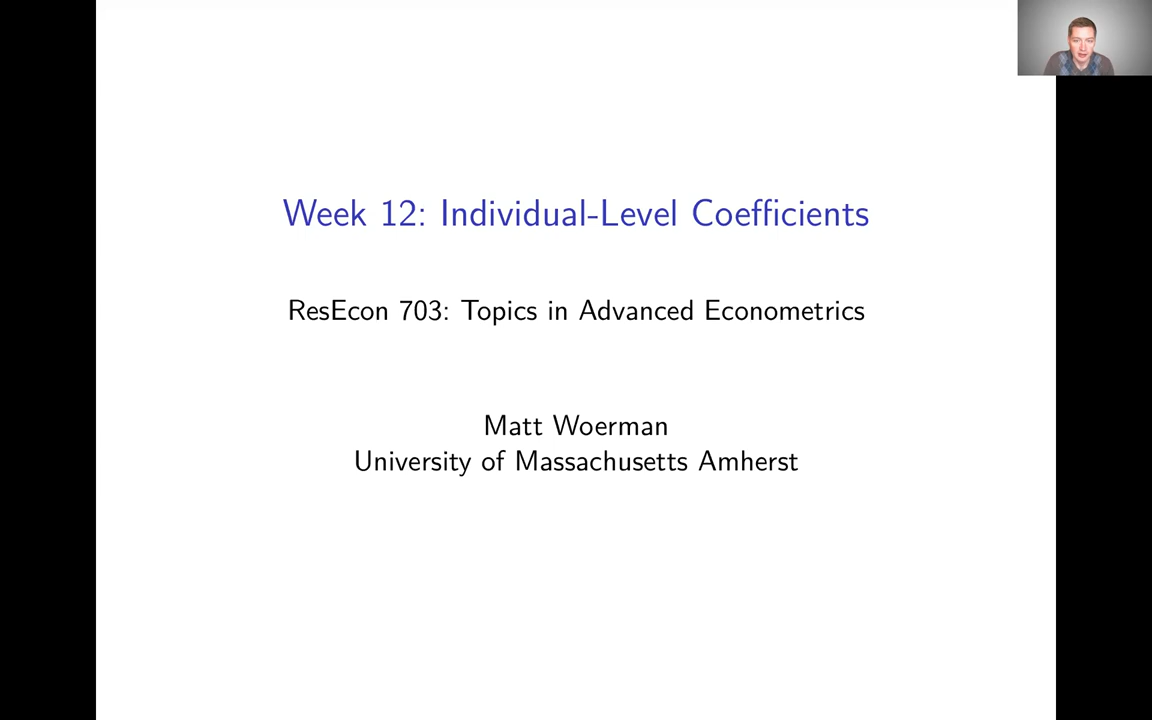 Week 12: Individual-Level Coefficients
ResEcon 703: Topics in Advanced Econometrics
Matt Woerman
University of Massachusetts Amherst